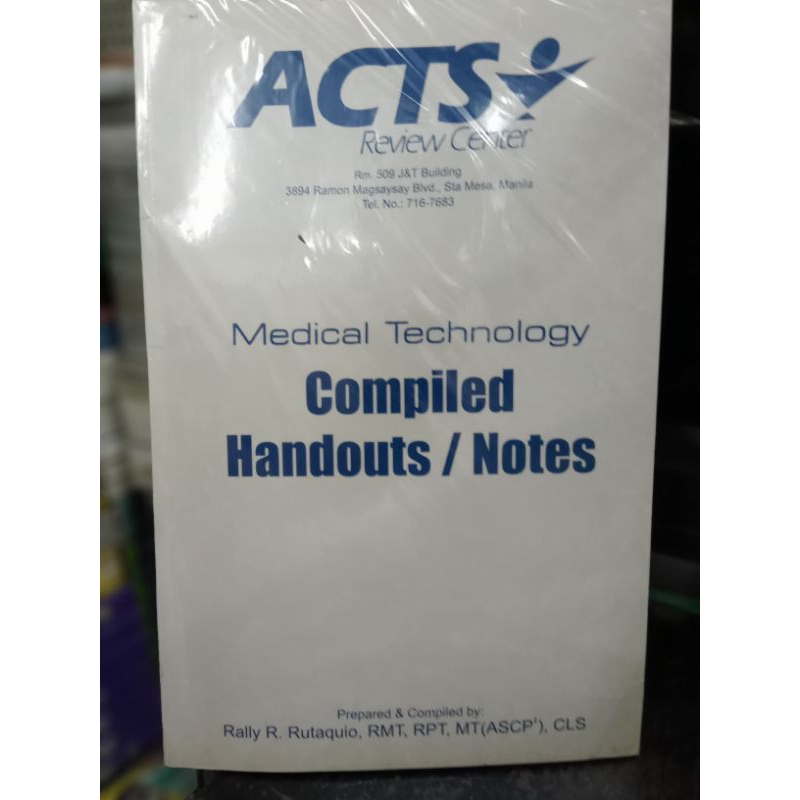 ACTS
Review Center
Rm. 509 J&T Building
3894 Ramon Magsaysay Blvd., Sta Mesa, Manila
Tel. No.: 716-7683
Medical Technology
Compiled
Handouts / Notes
Prepared & Compiled by:
Rally R. Rutaquio, RMT, RPT, MT(ASCPⁱ), CLS